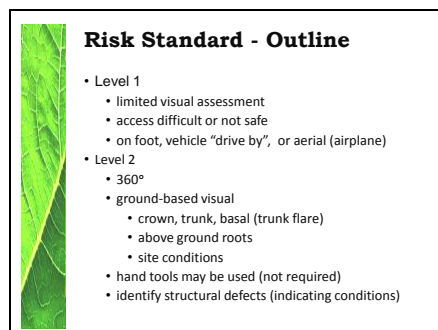 Risk Standard - Outline
• Level 1
• limited visual assessment
• access difficult or not safe
• on foot, vehicle “drive by”, or aerial (airplane)
• Level 2
• 360°
• ground-based visual
• crown, trunk, basal (trunk flare)
• above ground roots
• site conditions
• hand tools may be used (not required)
• identify structural defects (indicating conditions)